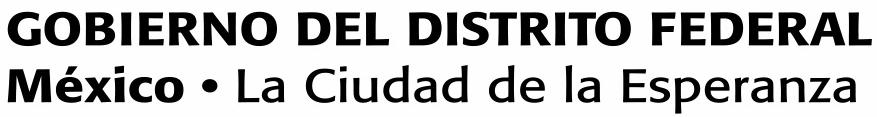 GOBIERNO DEL DISTRITO FEDERAL
México • La Ciudad de la Esperanza